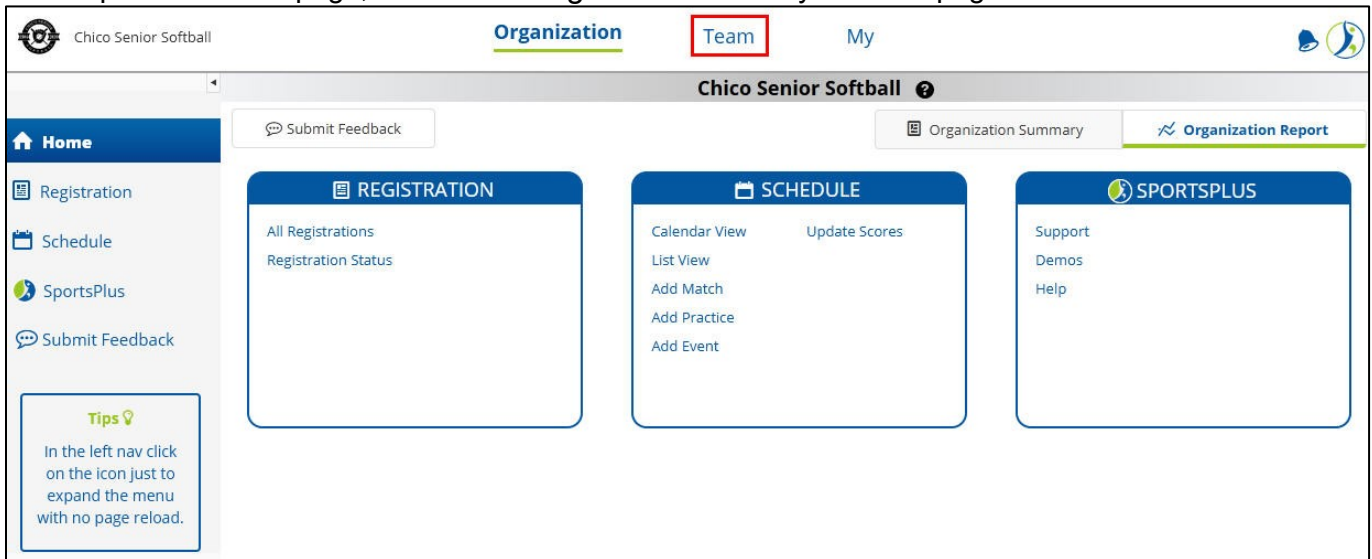 Chico Senior Softball
Organization Team My
Chico Senior Softball ?
Submit Feedback
Organization Summary
Organization Report
Home
Registration
Schedule
SportsPlus
Submit Feedback
Tips
In the left nav click
on the icon just to
expand the menu
with no page reload.
REGISTRATION
All Registrations
Registration Status
SCHEDULE
Calendar View Update Scores
List View
Add Match
Add Practice
Add Event
SPORTSPLUS
Support
Demos
Help